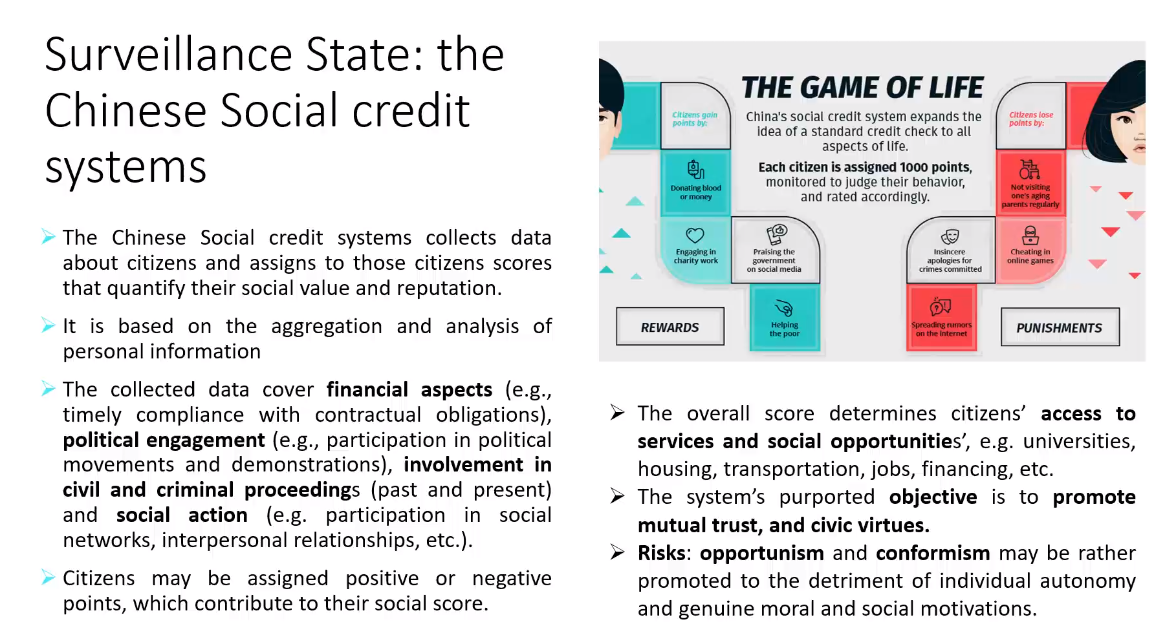 Surveillance State: the
Chinese Social credit
systems
The Chinese Social credit systems collects data
about citizens and assigns to those citizens scores
that quantify their social value and reputation.
It is based on the aggregation and analysis of
personal information
The collected data cover financial aspects (e.g.,
timely compliance with contractual obligations),
political engagement (e.g., participation in political
movements and demonstrations), involvement in
civil and criminal proceedings (past and present)
and social action (e.g. participation in social
networks, interpersonal relationships, etc.).
Citizens may be assigned positive or negative
points, which contribute to their social score.
THE GAME OF LIFE
China's social credit system expands the
idea of a standard credit check to all
aspects of life.
Each citizen is assigned 1000 points,
monitored to judge their behavior,
and rated accordingly.
Citizens gain
points by:
Donating blood
or money
Engaging in
charity work
Praising the
government
on social media
Helping
the poor
REWARDS
Citizens lose
points by:
Not visiting
one's aging
parents regularly
Cheating in
online games
Insincere
apologies for
crimes committed
Spreading rumors
on the internet
PUNISHMENTS
The overall score determines citizens’ access to
services and social opportunities’, e.g. universities,
housing, transportation, jobs, financing, etc.
The system’s purported objective is to promote
mutual trust, and civic virtues.
Risks: opportunism and conformism may be rather
promoted to the detriment of individual autonomy
and genuine moral and social motivations.